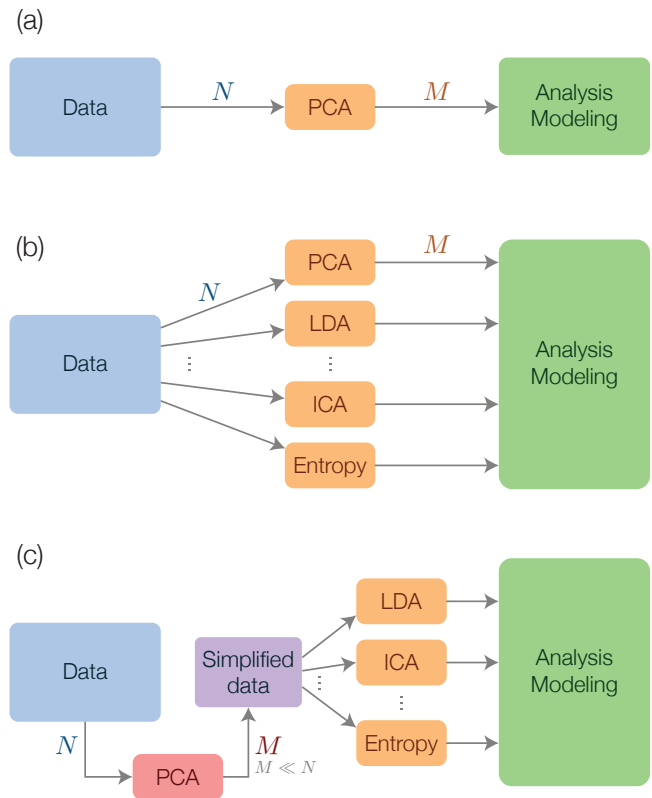 (a)
Data
N
PCA
M
Analysis
Modeling
(b)
PCA
M
N
LDA
Data
Analysis
Modeling
ICA
Entropy
(c)
LDA
Data
Simplified
data
ICA
Analysis
Modeling
N
M
Entropy
M ≪ N
PCA